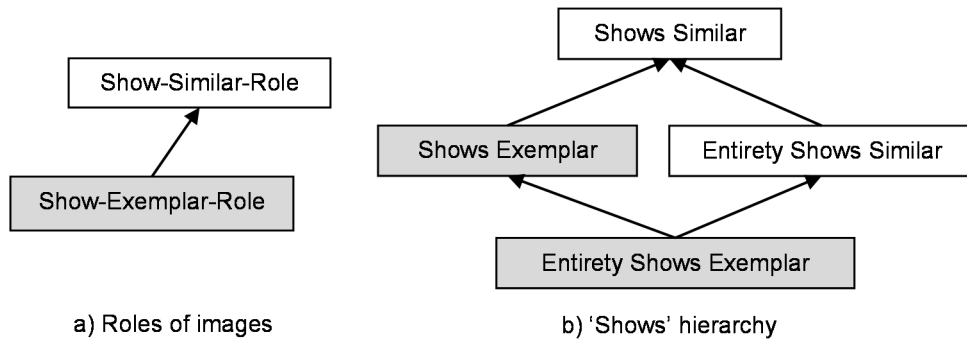 Shows Similar
Show-Similar-Role
Shows Exemplar
Entirety Shows Similar
Show-Exemplar-Role
Entirety Shows Exemplar
a) Roles of images
b) ‘Shows’ hierarchy